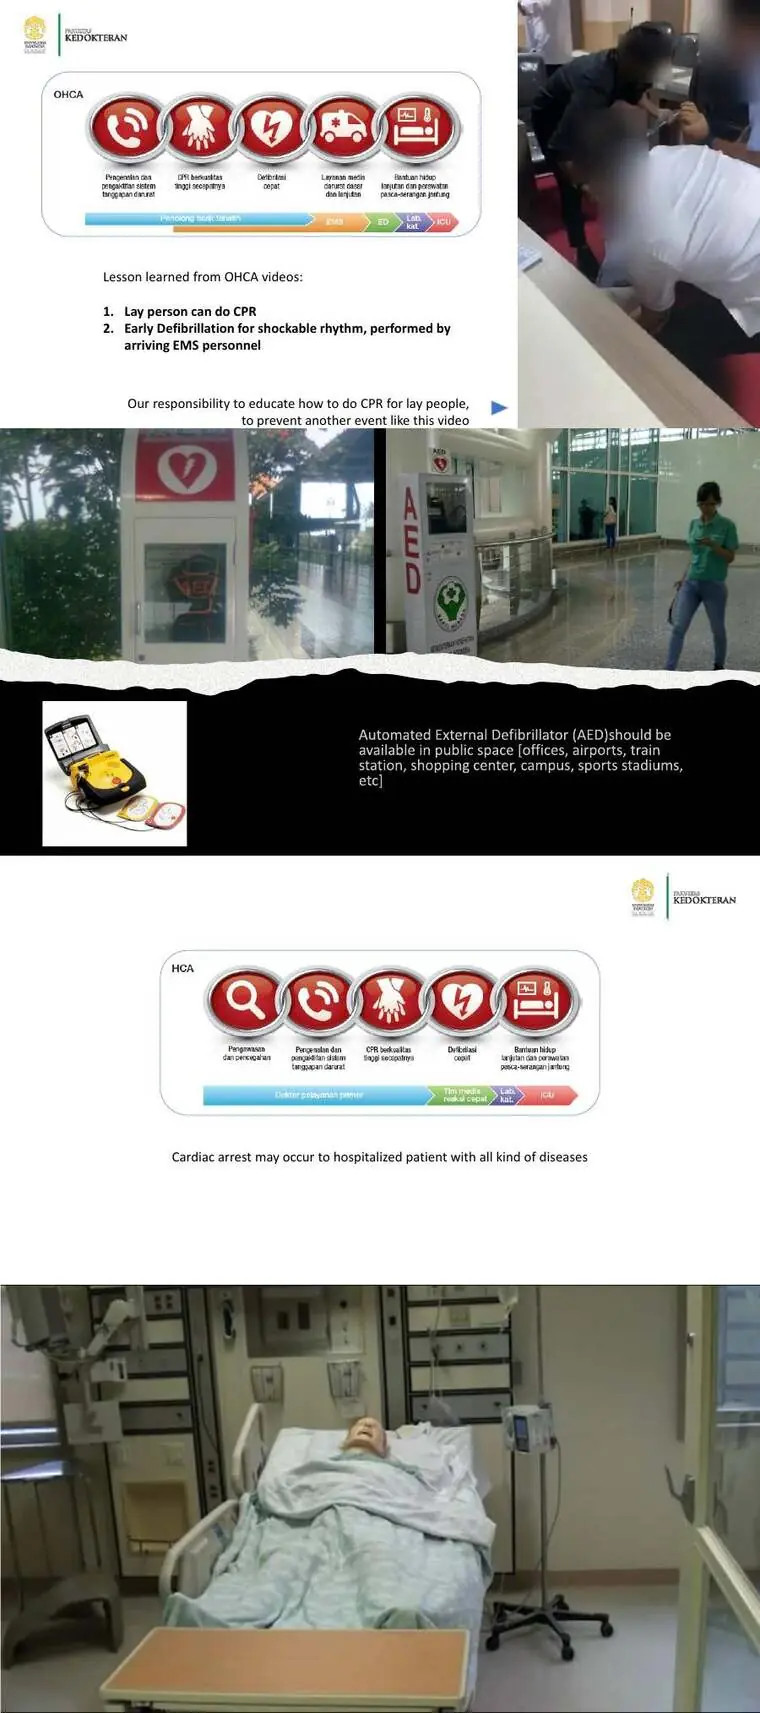 FAKULTAS
KEDOKTERAN
OHCA
Pengenalan dan
pengaktifan sistem
tanggapan darurat
CPR berkualitas
tinggi secepatnya
Defibrilasi
cepat
Layanan medis
darurat dasar
dan lanjutan
Bantuan hidup
lanjutan dan perawatan
pasca-serangan jantung
EMS
ED
Lab.
kat.
ICU
Lesson learned from OHCA videos:
1. Lay person can do CPR
2. Early Defibrillation for shockable rhythm, performed by
arriving EMS personnel
Our responsibility to educate how to do CPR for lay people,
to prevent another event like this video
AED
AED
AED
Automated External Defibrillator (AED)should be
available in public space [offices, airports, train
station, shopping center, campus, sports stadiums,
etc]
FAKULTAS
KEDOKTERAN
HCA
Pengawasan
dan pencegahan
Pengenalan dan
pengaktifan sistem
tanggapan darurat
CPR berkualitas
tinggi secepatnya
Defibrilasi
cepat
Bantuan hidup
lanjutan dan perawatan
pasca-serangan jantung
Dokter pelayanan primer
Tim medis
reaksi cepat
Lab.
kat.
ICU
Cardiac arrest may occur to hospitalized patient with all kind of diseases